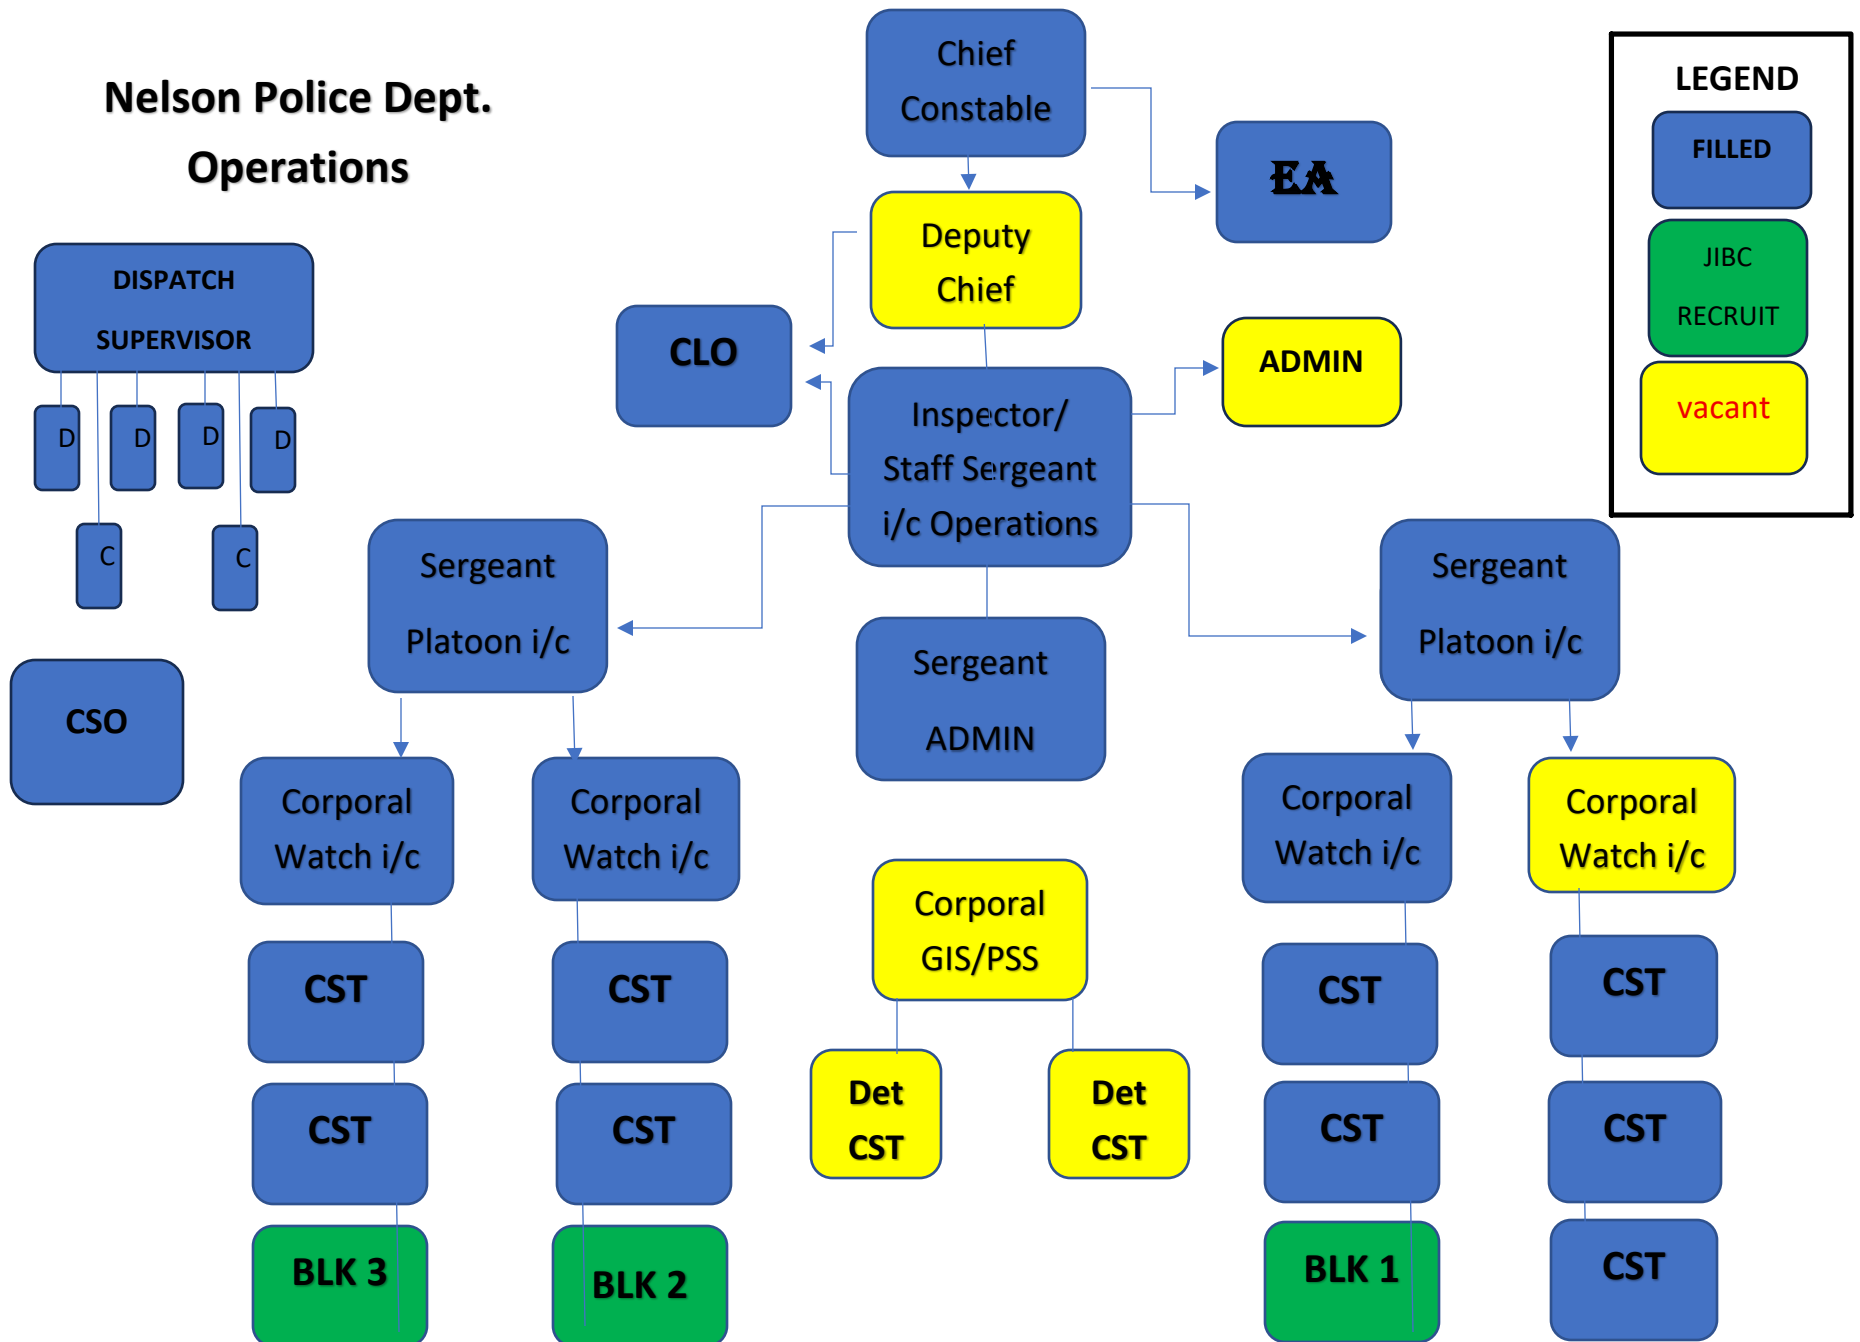 Nelson Police Dept.
Operations
Chief
Constable
EA
LEGEND
FILLED
JIBC
RECRUIT
vacant
Deputy
Chief
DISPATCH
SUPERVISOR
D
D
D
D
C
C
CLO
ADMIN
Inspector/
Staff Sergeant
i/c Operations
Sergeant
Platoon i/c
Sergeant
Platoon i/c
Sergeant
ADMIN
CSO
Corporal
Watch i/c
Corporal
Watch i/c
Corporal
Watch i/c
Corporal
Watch i/c
Corporal
GIS/PSS
CST
CST
CST
CST
Det
CST
Det
CST
CST
CST
CST
CST
BLK 3
BLK 2
BLK 1
CST